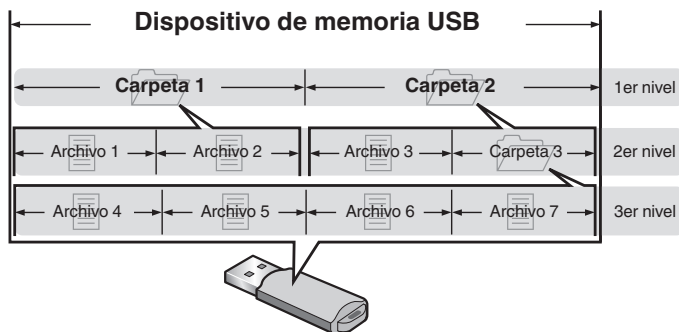 Dispositivo de memoria USB
Carpeta 1 Carpeta 2 1er nivel
Archivo 1 Archivo 2 Archivo 3 Carpeta 3 2er nivel
Archivo 4 Archivo 5 Archivo 6 Archivo 7 3er nivel